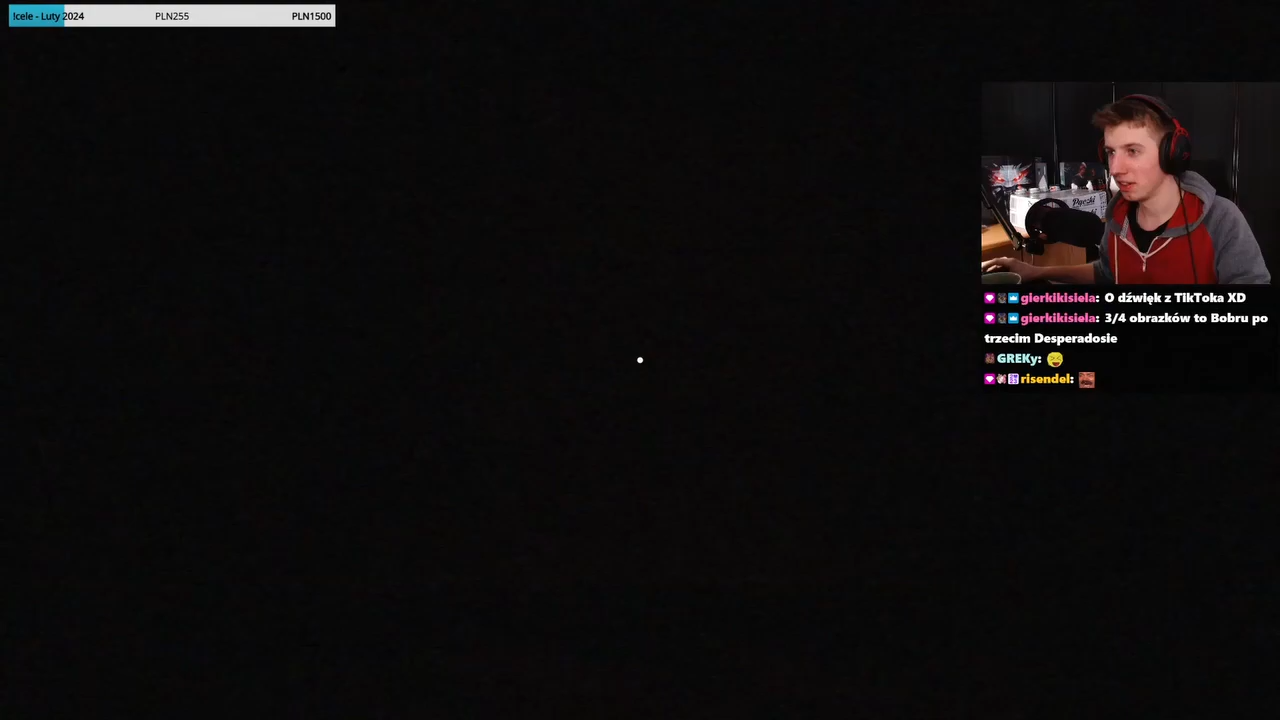 !cele - Luty 2024 PLN255 PLN1500
gierkikisiela: O dźwięk z TikToka XD
gierkikisiela: 3/4 obrazków to Bobru po
trzecim Desperadosie
GREKy:
risendel: